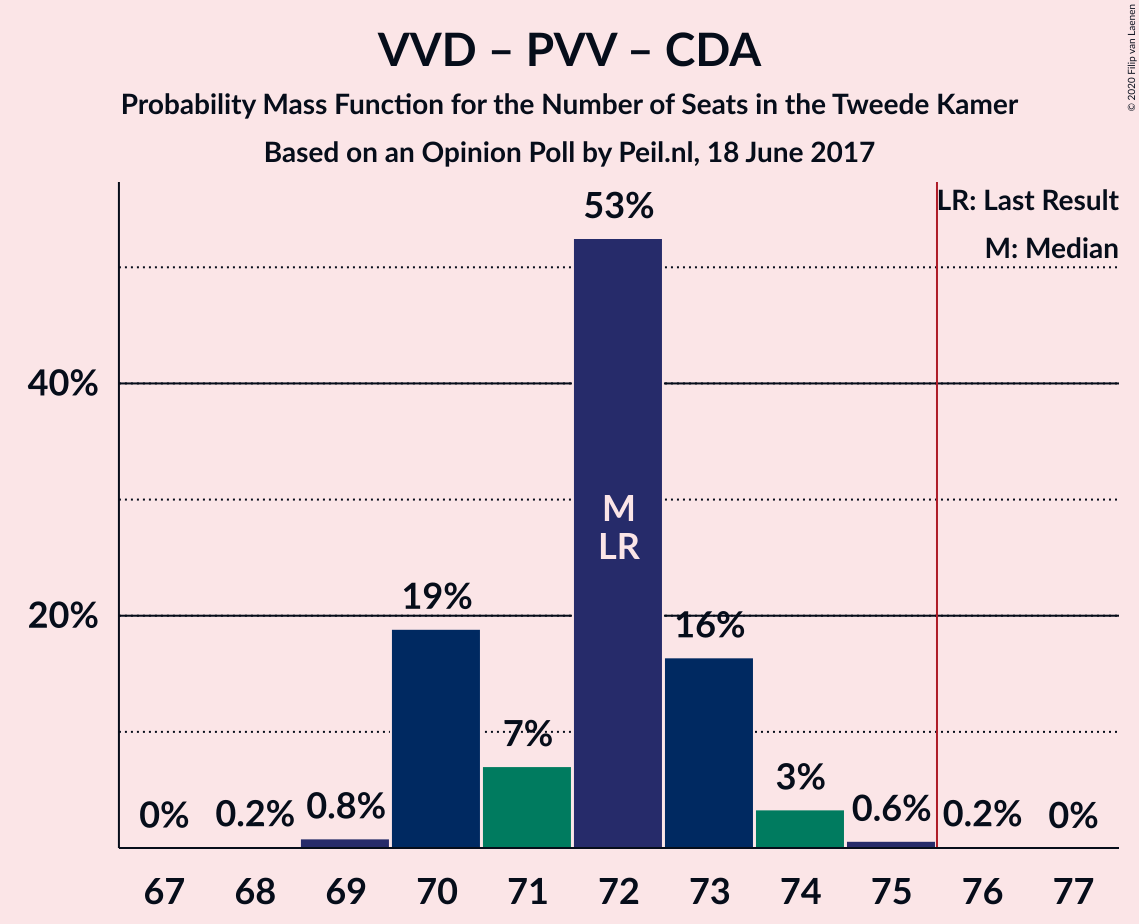 VVD – PVV – CDA
Probability Mass Function for the Number of Seats in the Tweede Kamer
Based on an Opinion Poll by Peil.nl, 18 June 2017
© 2020 Filip van Laenen
LR: Last Result
M: Median
53%
40%
M
LR
19%
20%
16%
7%
3%
0%
0.2%
0.8%
0.6%
0.2%
0%
67 68 69 70 71 72 73 74 75 76 77